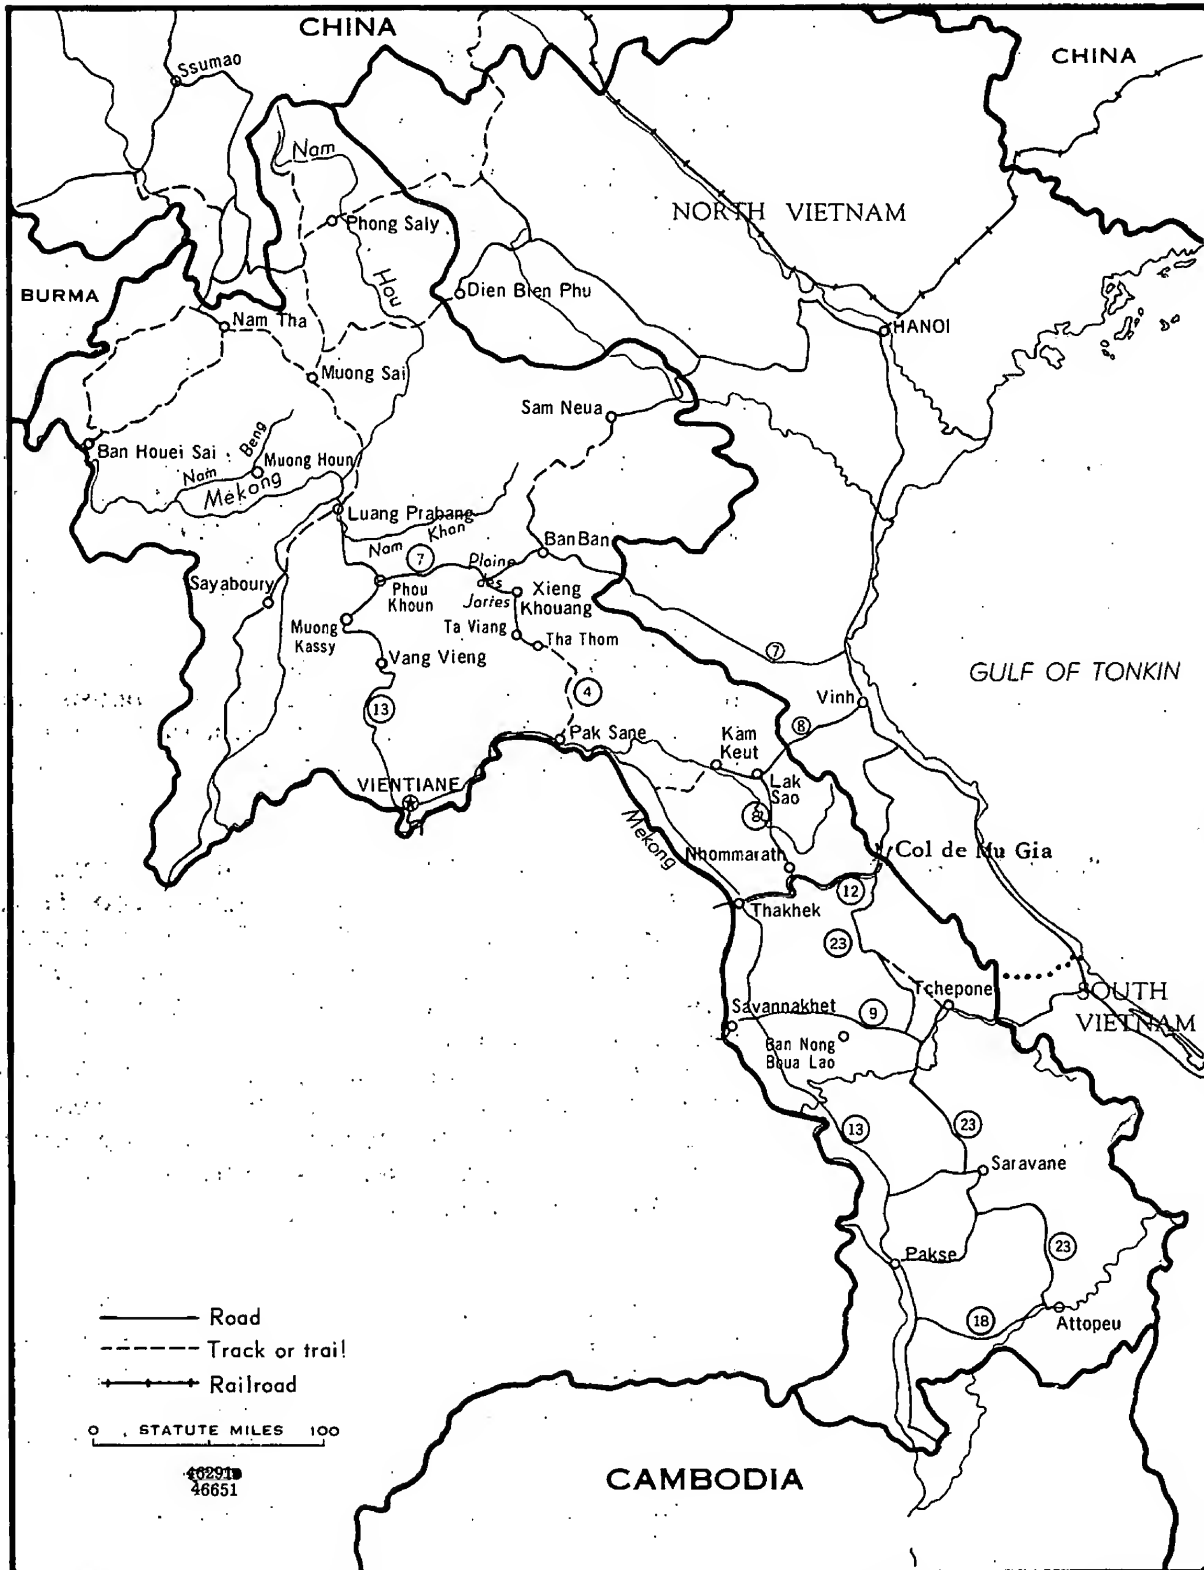 CHINA
CHINA
Ssumao
Nam
Phong Saly
NORTH VIETNAM
Hou
BURMA
Dien Bien Phu
Nam Tha
HANOI
Muong Sai
Sam Neua
Ban Houei Sai
Beng
Muong Houn
Nam
Mekong
Luang Prabang
Nam Khan
Ban Ban
7
Plaine
des
Jarres
Sayaboury
Phou
Khoun
Xieng
Khouang
Muong
Kassy
Ta Viang
Tha Thom
7
Vang Vieng
GULF OF TONKIN
4
13
Vinh
8
Pak Sane
Kam
Keut
VIENTIANE
Lak
Sao
8
Mekong
Nhommarath
Col de Mu Gia
12
Thakhek
23
Tchepone
SOUTH
VIETNAM
Savannakhet
9
Ban Nong
Boua Lao
13
23
Saravane
23
Pakse
18
Attopeu
Road
Track or trail
Railroad
0 STATUTE MILES 100
46651
CAMBODIA